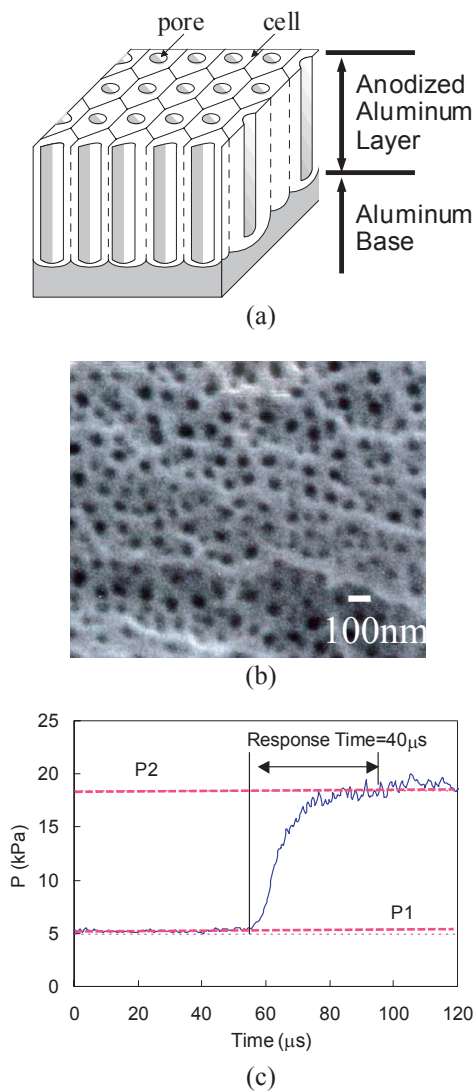 pore
cell
Anodized
Aluminum
Layer
Aluminum
Base
(a)
100nm
(b)
25
Response Time=40μs
P2
20
15
P (kPa)
10
P1
5
0
0 20 40 60 80 100 120
Time (μs)
(c)